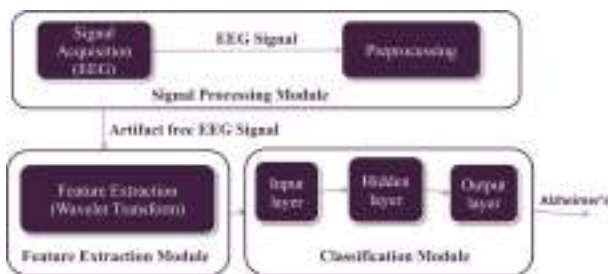 Signal
Acquisition
(EEG)
EEG Signal
Preprocessing
Signal Processing Module
Artifact free EEG Signal
Feature Extraction
(Wavelet Transform)
Feature Extraction Module
Input
layer
Hidden
layer
Output
layer
Classification Module
Alzheimer's